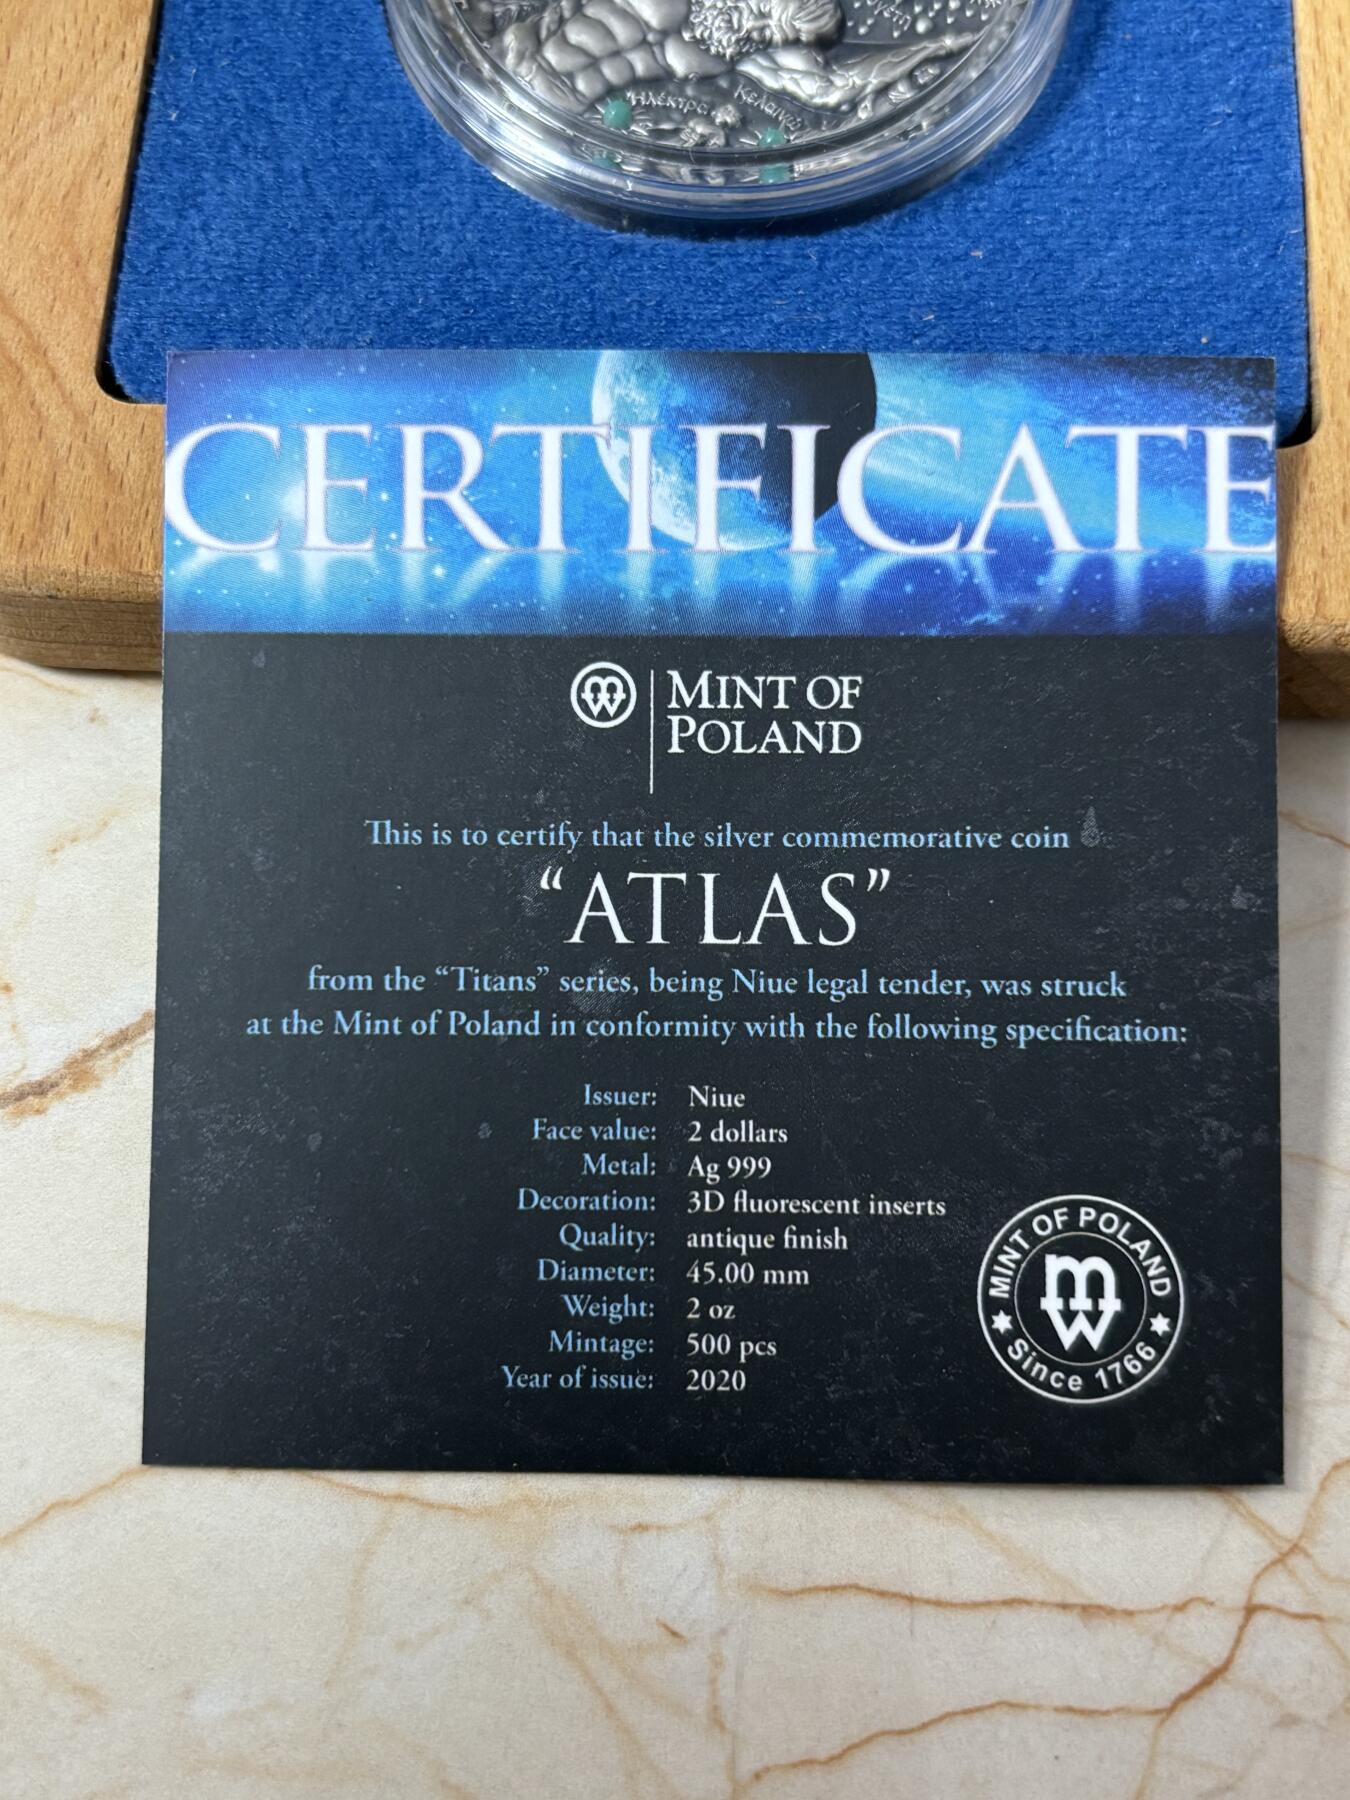 Ἠλέκτρα
Κελαινώ
CERTIFICATE
MINT OF
POLAND
This is to certify that the silver commemorative coin
“ATLAS”
from the “Titans” series, being Niue legal tender, was struck
at the Mint of Poland in conformity with the following specification:
Issuer: Niue
Face value: 2 dollars
Metal: Ag 999
Decoration: 3D fluorescent inserts
Quality: antique finish
Diameter: 45.00 mm
Weight: 2 oz
Mintage: 500 pcs
Year of issue: 2020
MINT OF POLAND
mw
Since 1766